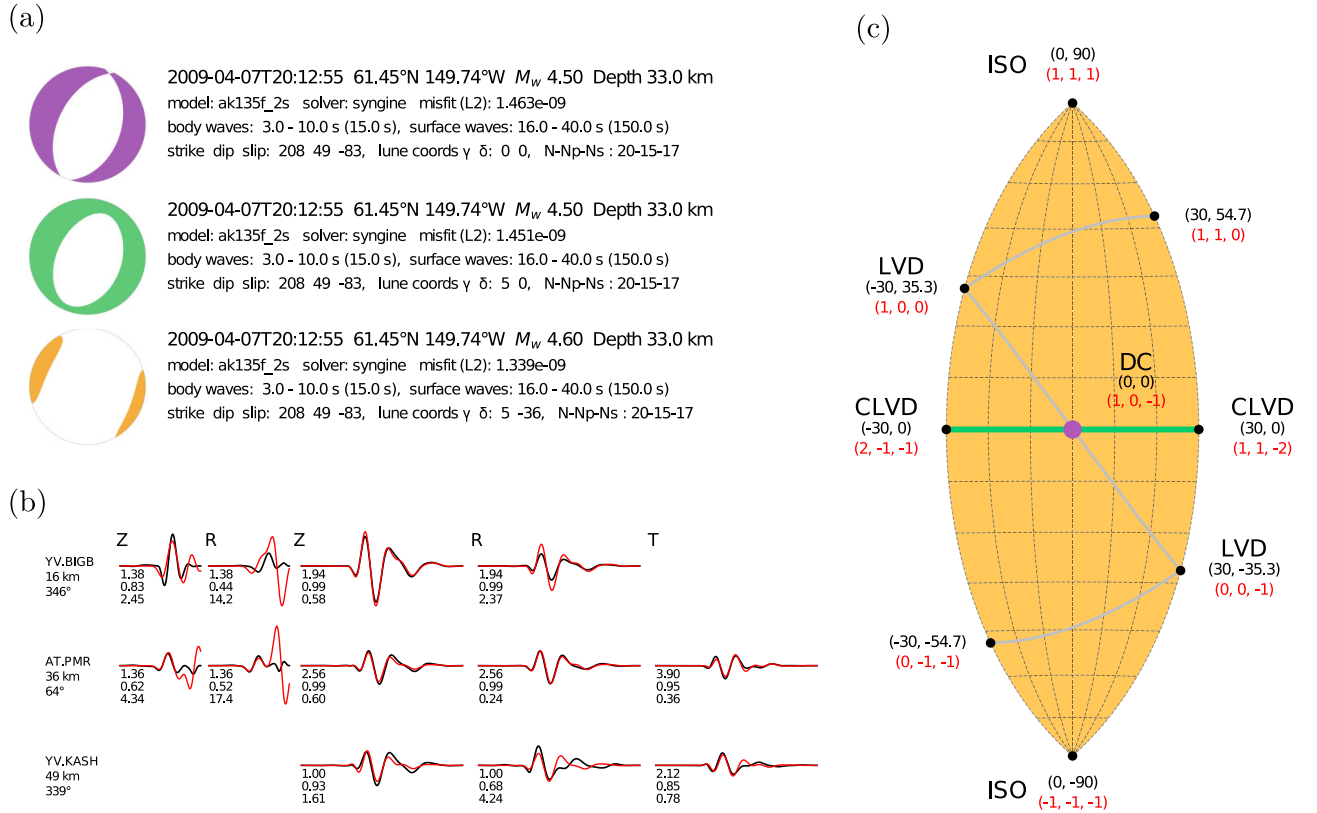 (a)
2009-04-07T20:12:55 61.45°N 149.74°W Mw 4.50 Depth 33.0 km
model: ak135f_2s solver: syngine misfit (L2): 1.463e-09
body waves: 3.0 - 10.0 s (15.0 s), surface waves: 16.0 - 40.0 s (150.0 s)
strike dip slip: 208 49 -83, lune coords γ δ: 0 0, N-Np-Ns : 20-15-17
2009-04-07T20:12:55 61.45°N 149.74°W Mw 4.50 Depth 33.0 km
model: ak135f_2s solver: syngine misfit (L2): 1.451e-09
body waves: 3.0 - 10.0 s (15.0 s), surface waves: 16.0 - 40.0 s (150.0 s)
strike dip slip: 208 49 -83, lune coords γ δ: 5 0, N-Np-Ns : 20-15-17
2009-04-07T20:12:55 61.45°N 149.74°W Mw 4.60 Depth 33.0 km
model: ak135f_2s solver: syngine misfit (L2): 1.339e-09
body waves: 3.0 - 10.0 s (15.0 s), surface waves: 16.0 - 40.0 s (150.0 s)
strike dip slip: 208 49 -83, lune coords γ δ: 5 -36, N-Np-Ns : 20-15-17
(b)
Z R Z R T
YV.BIGB
16 km
346°
1.38 1.38 1.94 1.94
0.83 0.44 0.99 0.99
2.45 14.2 0.58 2.37
AT.PMR
36 km
64°
1.36 1.36 2.56 2.56 3.90
0.62 0.52 0.99 0.99 0.95
4.34 17.4 0.60 0.24 0.36
YV.KASH
49 km
339°
1.00 1.00 2.12
0.93 0.68 0.85
1.61 4.24 0.78
(c)
ISO
(0, 90)
(1, 1, 1)
(30, 54.7)
(1, 1, 0)
LVD
(-30, 35.3)
(1, 0, 0)
DC
(0, 0)
(1, 0, -1)
CLVD
(-30, 0)
(2, -1, -1)
CLVD
(30, 0)
(1, 1, -2)
LVD
(30, -35.3)
(0, 0, -1)
(-30, -54.7)
(0, -1, -1)
ISO
(0, -90)
(-1, -1, -1)